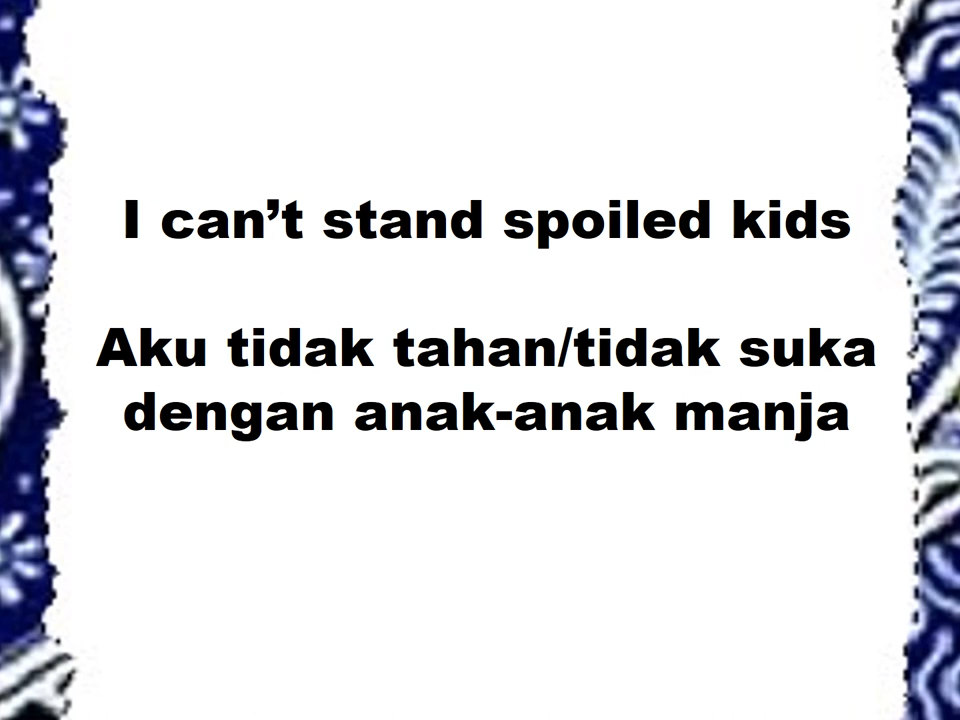 I can’t stand spoiled kids
Aku tidak tahan/tidak suka
dengan anak-anak manja